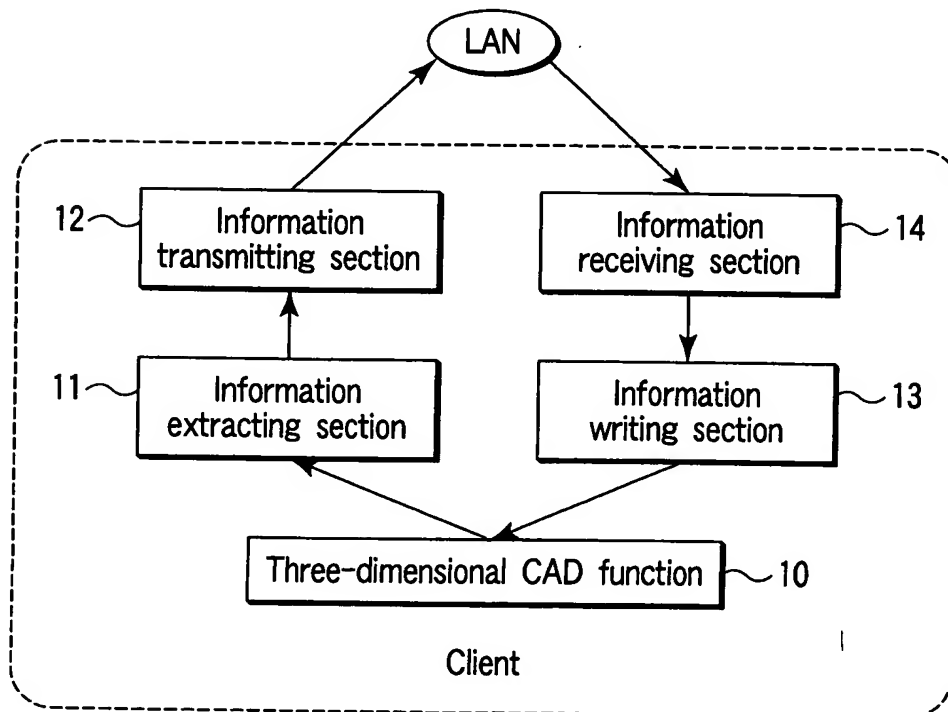 LAN
12
Information
transmitting section
Information
receiving section
14
11
Information
extracting section
Information
writing section
13
Three-dimensional CAD function
10
Client